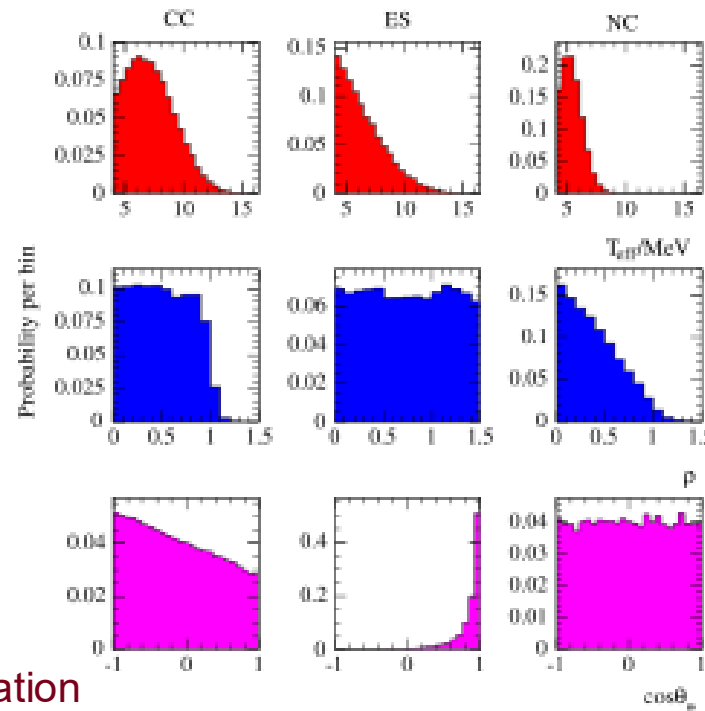 CC ES NC
0.1 0.15 0.2
0.075 0.1 0.15
0.05 0.05 0.1
0.025 0.05
0 0 0
5 10 15 5 10 15 5 10 15
T_eff/MeV
Probability per bin
0.1 0.06 0.15
0.075 0.04 0.1
0.05 0.02 0.05
0.025
0 0 0
0 0.5 1 1.5 0 0.5 1 1.5 0 0.5 1 1.5
ρ
0.04 0.4 0.04
0.02 0.2 0.03
0.02
0.01
0 0 0
-1 0 1 -1 0 1 -1 0 1
ation
cosθ